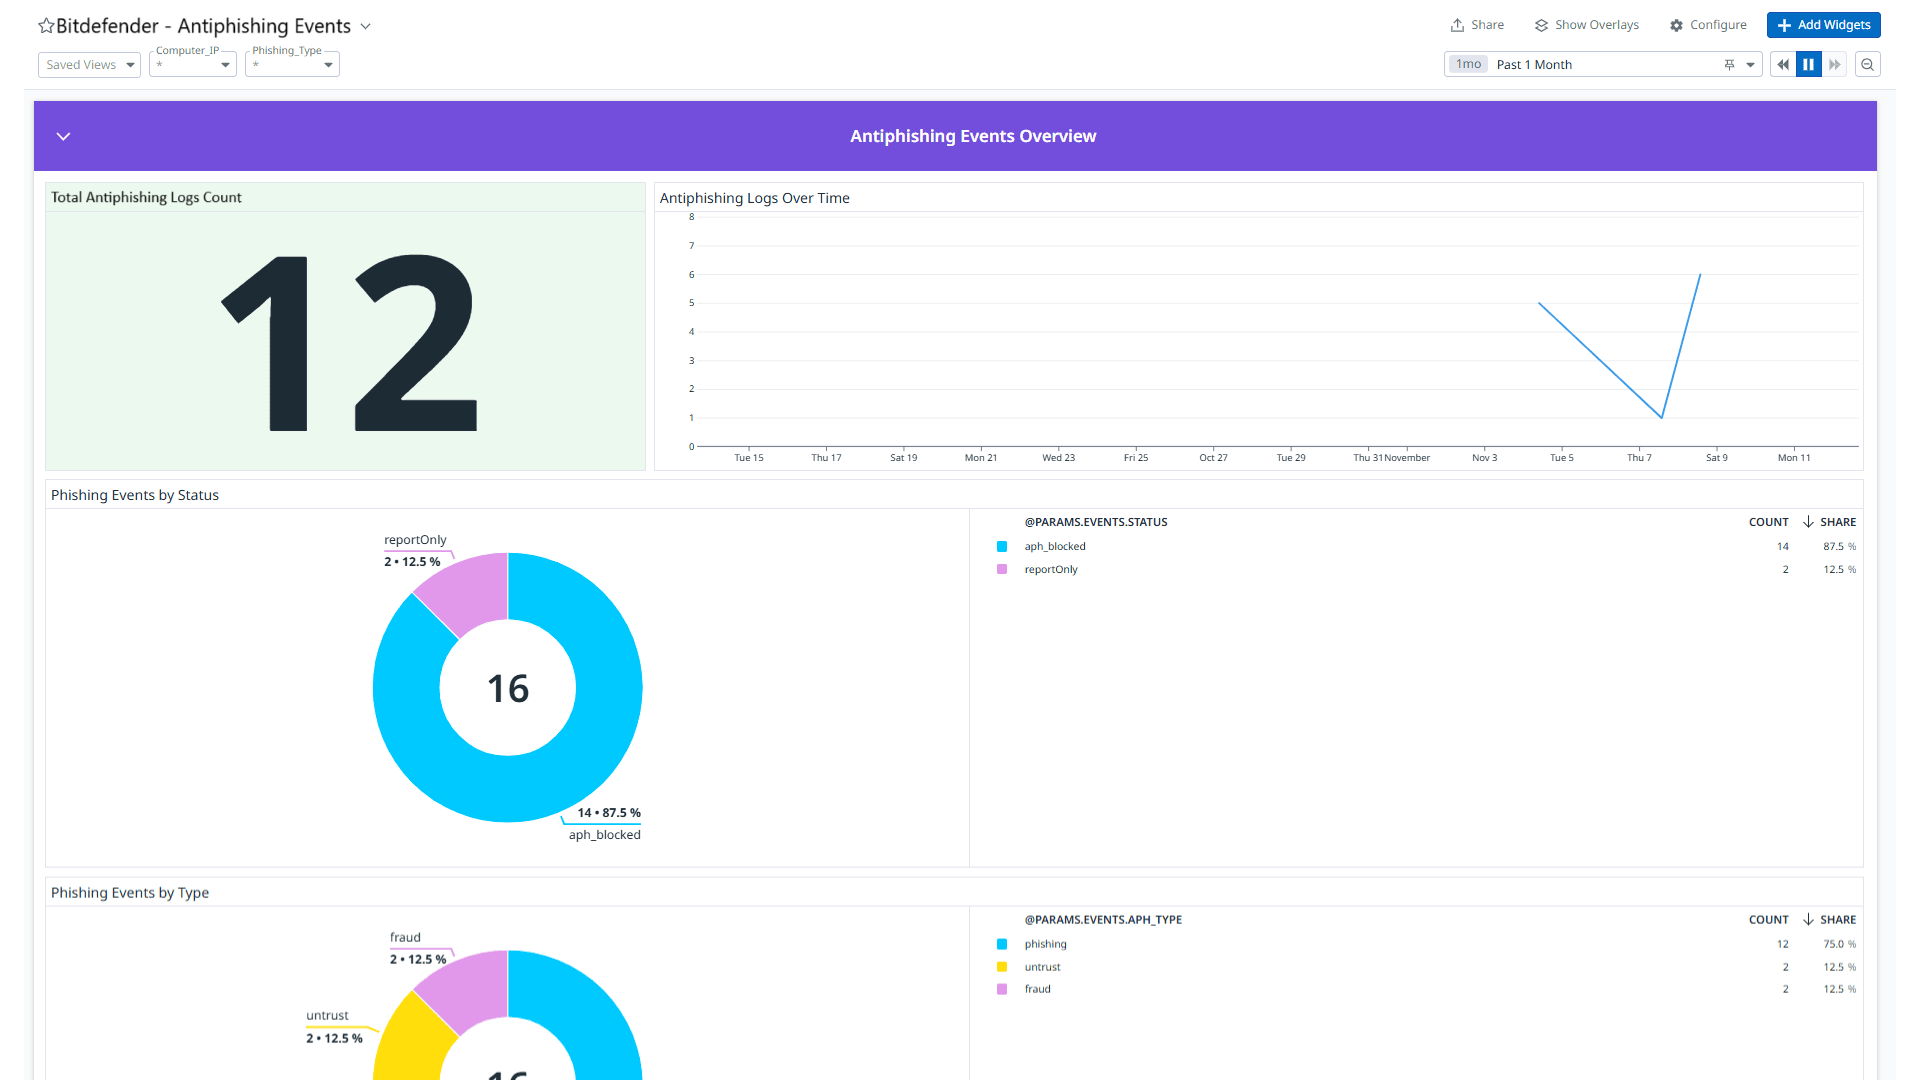 Bitdefender - Antiphishing Events
Share
Show Overlays
Configure
Add Widgets
Saved Views
Computer_IP
*
Phishing_Type
*
1mo
Past 1 Month
Antiphishing Events Overview
Total Antiphishing Logs Count
12
Antiphishing Logs Over Time
8
7
6
5
4
3
2
1
0
Tue 15
Thu 17
Sat 19
Mon 21
Wed 23
Fri 25
Oct 27
Tue 29
Thu 31
November
Nov 3
Tue 5
Thu 7
Sat 9
Mon 11
Phishing Events by Status
reportOnly
2 • 12.5 %
16
14 • 87.5 %
aph_blocked
@PARAMS.EVENTS.STATUS COUNT SHARE
aph_blocked 14 87.5 %
reportOnly 2 12.5 %
Phishing Events by Type
fraud
2 • 12.5 %
untrust
2 • 12.5 %
16
@PARAMS.EVENTS.APH_TYPE COUNT SHARE
phishing 12 75.0 %
untrust 2 12.5 %
fraud 2 12.5 %